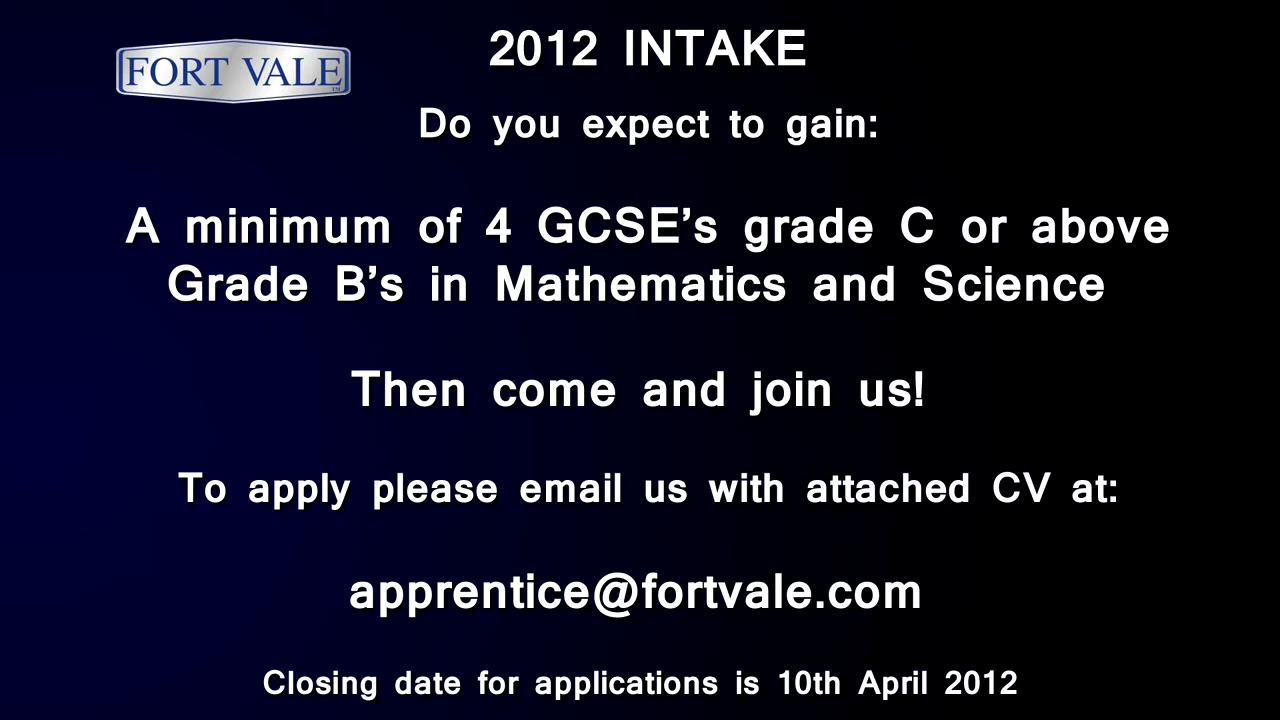 FORT VALE
2012 INTAKE
Do you expect to gain:
A minimum of 4 GCSE’s grade C or above
Grade B’s in Mathematics and Science
Then come and join us!
To apply please email us with attached CV at:
apprentice@fortvale.com
Closing date for applications is 10th April 2012